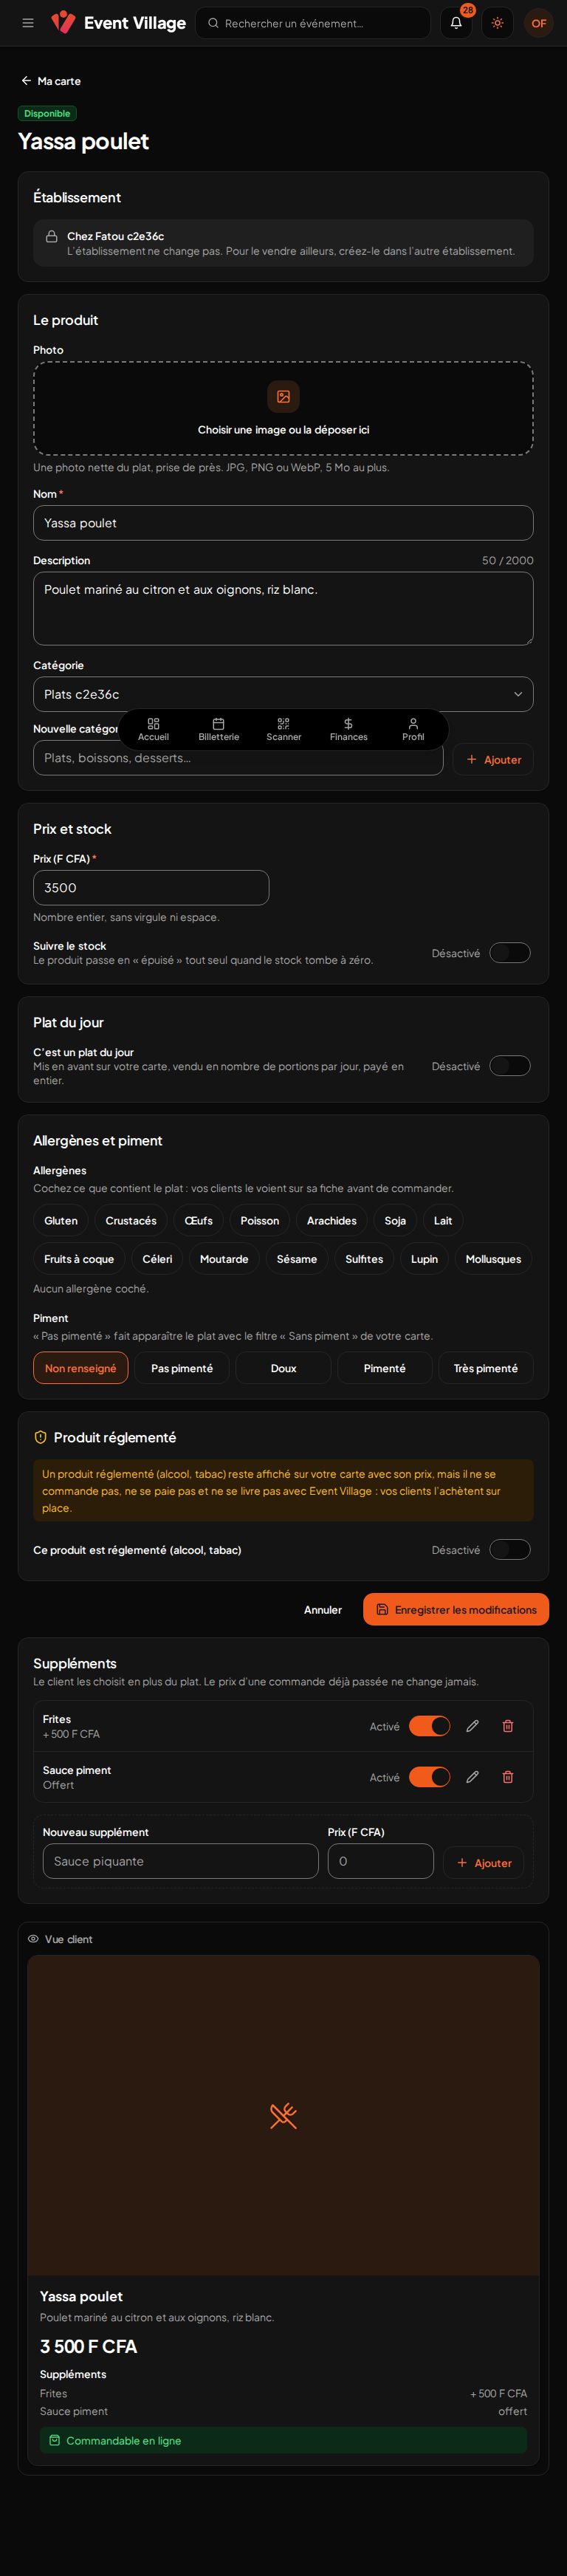 Event Village
Rechercher un événement...
28
OF
Ma carte
Disponible
Yassa poulet
Établissement
Chez Fatou c2e36c
L'établissement ne change pas. Pour le vendre ailleurs, créez-le dans l'autre établissement.
Le produit
Photo
Choisir une image ou la déposer ici
Une photo nette du plat, prise de près. JPG, PNG ou WebP, 5 Mo au plus.
Nom *
Yassa poulet
Description
50 / 2000
Poulet mariné au citron et aux oignons, riz blanc.
Catégorie
Plats c2e36c
Accueil
Billetterie
Scanner
Finances
Profil
Nouvelle catégor
Plats, boissons, desserts...
Ajouter
Prix et stock
Prix (F CFA) *
3500
Nombre entier, sans virgule ni espace.
Suivre le stock
Le produit passe en « épuisé » tout seul quand le stock tombe à zéro.
Désactivé
Plat du jour
C'est un plat du jour
Mis en avant sur votre carte, vendu en nombre de portions par jour, payé en
entier.
Désactivé
Allergènes et piment
Allergènes
Cochez ce que contient le plat : vos clients le voient sur sa fiche avant de commander.
Gluten
Crustacés
Œufs
Poisson
Arachides
Soja
Lait
Fruits à coque
Céleri
Moutarde
Sésame
Sulfites
Lupin
Mollusques
Aucun allergène coché.
Piment
« Pas pimenté » fait apparaître le plat avec le filtre « Sans piment » de votre carte.
Non renseigné
Pas pimenté
Doux
Pimenté
Très pimenté
Produit réglementé
Un produit réglementé (alcool, tabac) reste affiché sur votre carte avec son prix, mais il ne se
commande pas, ne se paie pas et ne se livre pas avec Event Village : vos clients l'achètent sur
place.
Ce produit est réglementé (alcool, tabac)
Désactivé
Annuler
Enregistrer les modifications
Suppléments
Le client les choisit en plus du plat. Le prix d'une commande déjà passée ne change jamais.
Frites
+ 500 F CFA
Activé
Sauce piment
Offert
Activé
Nouveau supplément
Prix (F CFA)
Sauce piquante
0
Ajouter
Vue client
Yassa poulet
Poulet mariné au citron et aux oignons, riz blanc.
3 500 F CFA
Suppléments
Frites
+ 500 F CFA
Sauce piment
offert
Commandable en ligne